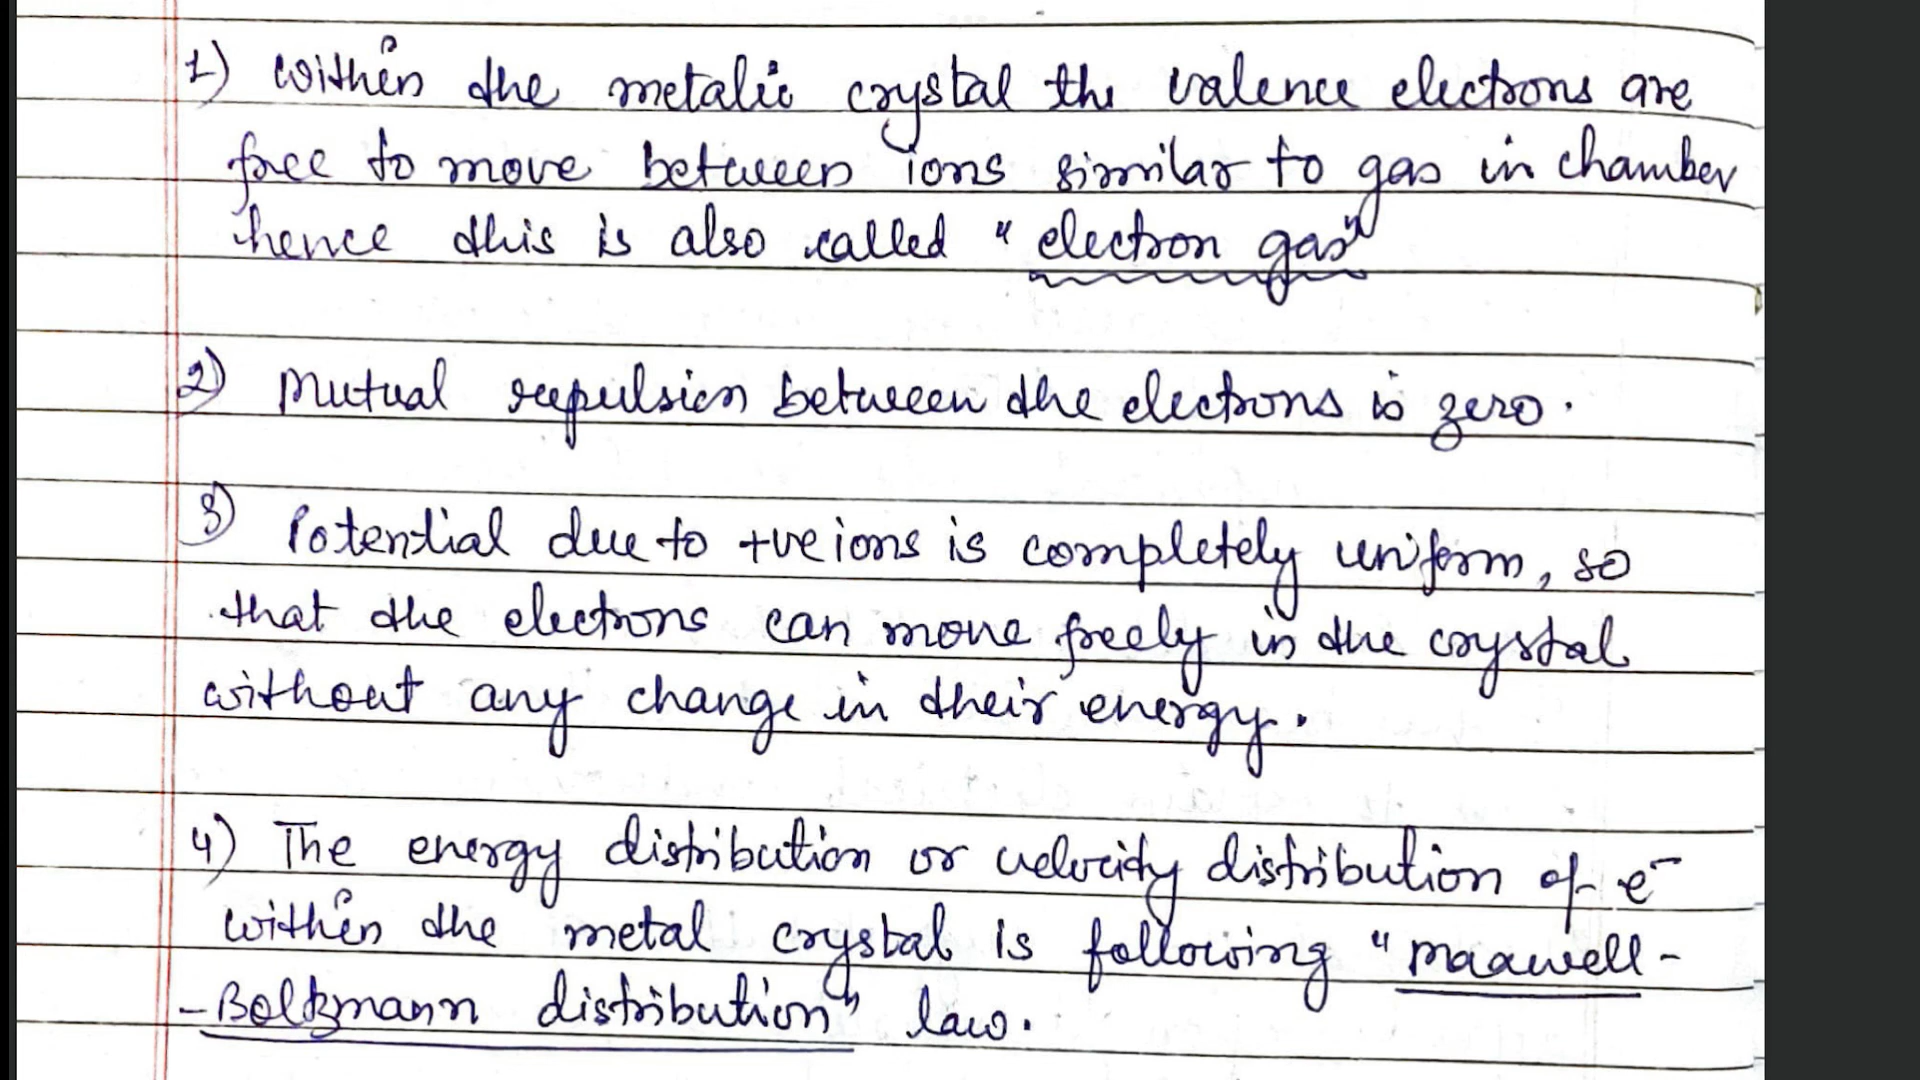 1) within the metalic crystal the valence electrons are
free to move between ions similar to gas in chamber
hence this is also called "electron gas"
2) Mutual repulsion between the electrons is zero.
3) Potential due to +ve ions is completely uniform, so
that the electrons can move freely in the crystal
without any change in their energy.
4) The energy distribution or velocity distribution of e⁻
within the metal crystal is following "Maxwell-
-Boltzmann distribution" law.